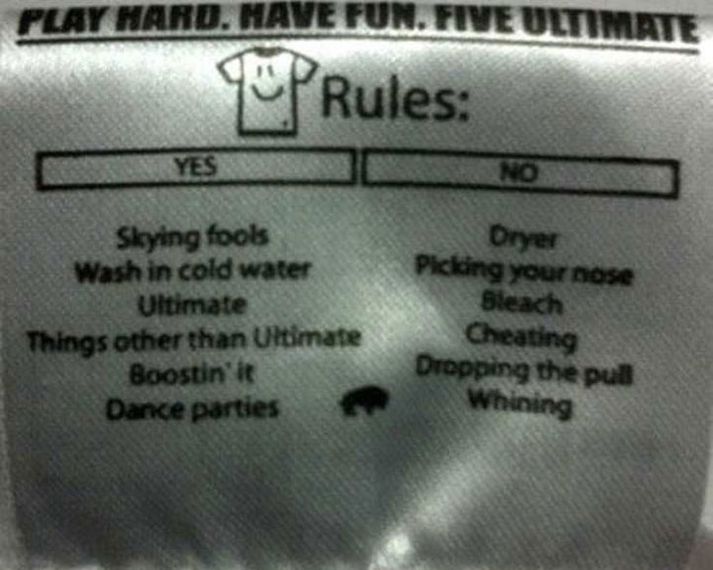 PLAY HARD. HAVE FUN. FIVE ULTIMATE
Rules:
YES NO
Skying fools Dryer
Wash in cold water Picking your nose
Ultimate Bleach
Things other than Ultimate Cheating
Boostin' it Dropping the pull
Dance parties Whining